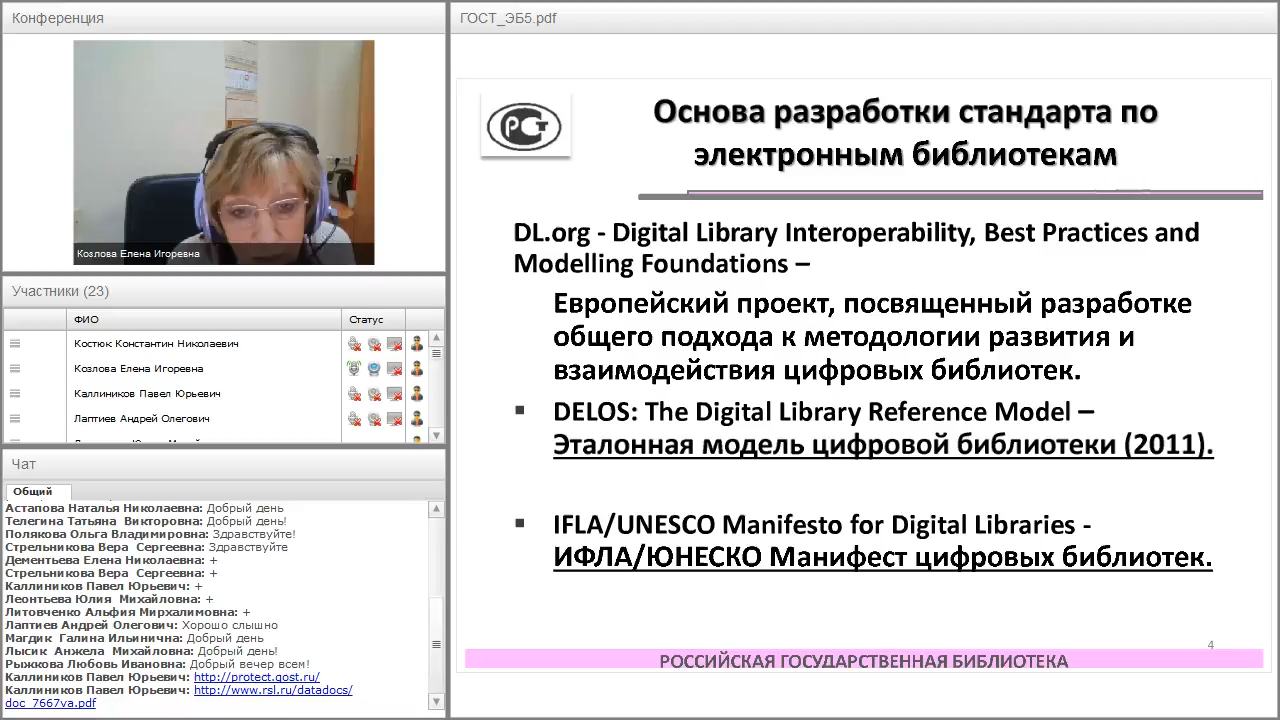 Конференция
Козлова Елена Игоревна
Участники (23)
ФИО
Статус
Костюк Константин Николаевич
Козлова Елена Игоревна
Каллиников Павел Юрьевич
Лаптиев Андрей Олегович
Чат
Общий
Астапова Наталья Николаевна: Добрый день
Телегина Татьяна Викторовна: Добрый день!
Полякова Ольга Владимировна: Здравствуйте!
Стрельникова Вера Сергеевна: Здравствуйте
Дементьева Елена Николаевна: +
Стрельникова Вера Сергеевна: +
Каллиников Павел Юрьевич: +
Леонтьева Юлия Михайловна: +
Литовченко Альфия Мирхалимовна: +
Лаптиев Андрей Олегович: Хорошо слышно
Магдик Галина Ильинична: Добрый день
Лысик Анжела Михайловна: Добрый день!
Рыжкова Любовь Ивановна: Добрый вечер всем!
Каллиников Павел Юрьевич: http://protect.gost.ru/
Каллиников Павел Юрьевич: http://www.rsl.ru/datadocs/
doc_7667va.pdf
ГОСТ_ЭБ5.pdf
РСТ
Основа разработки стандарта по
электронным библиотекам
DL.org - Digital Library Interoperability, Best Practices and
Modelling Foundations –
Европейский проект, посвященный разработке
общего подхода к методологии развития и
взаимодействия цифровых библиотек.
▪ DELOS: The Digital Library Reference Model –
Эталонная модель цифровой библиотеки (2011).
▪ IFLA/UNESCO Manifesto for Digital Libraries -
ИФЛА/ЮНЕСКО Манифест цифровых библиотек.
4
РОССИЙСКАЯ ГОСУДАРСТВЕННАЯ БИБЛИОТЕКА